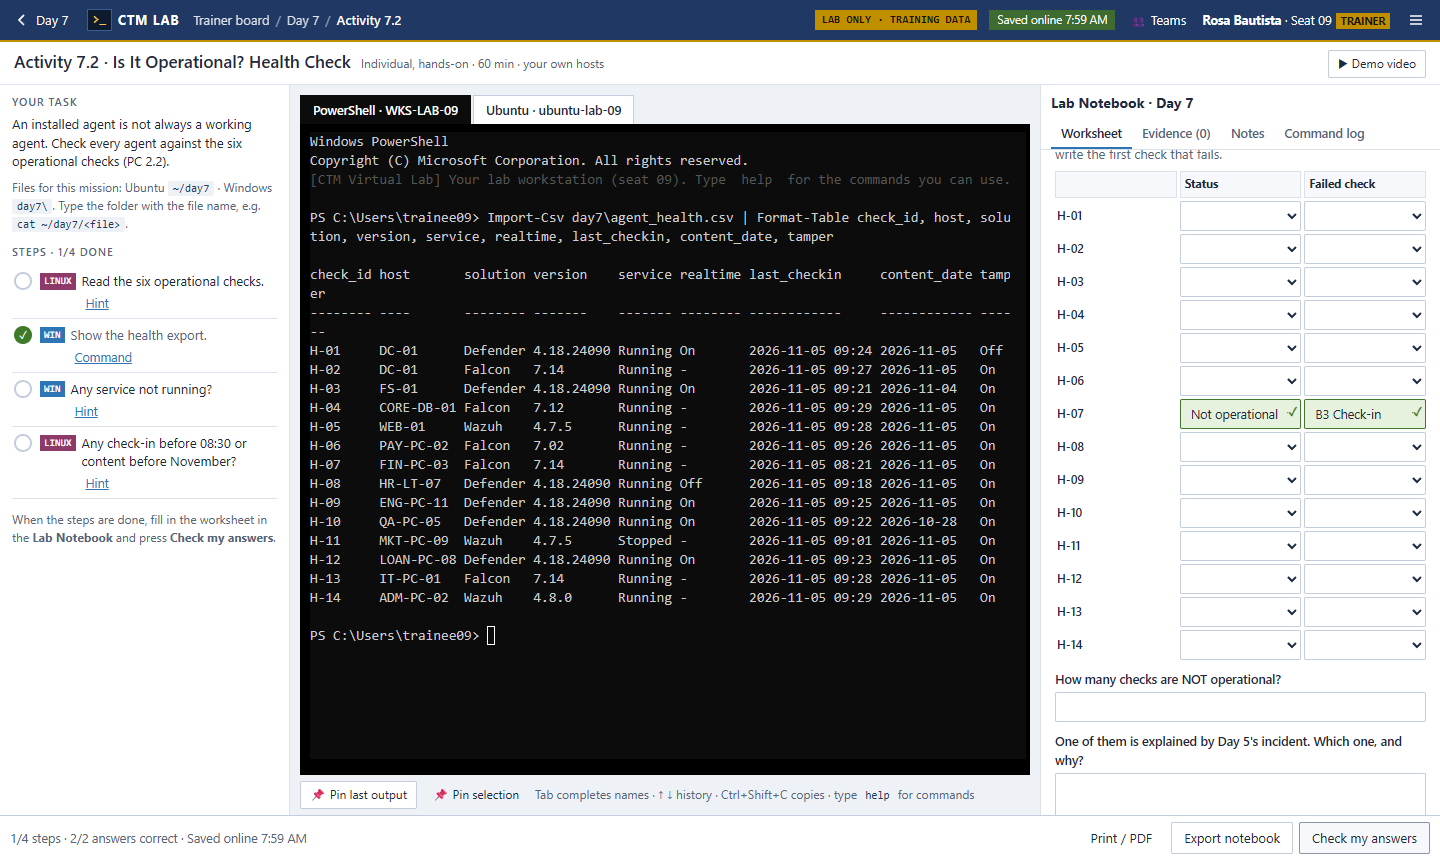 Day 7
>_ CTM LAB
Trainer board / Day 7 / Activity 7.2
LAB ONLY · TRAINING DATA
Saved online 7:59 AM
Teams
Rosa Bautista · Seat 09 TRAINER
Activity 7.2 · Is It Operational? Health Check
Individual, hands-on · 60 min · your own hosts
▶ Demo video
YOUR TASK
An installed agent is not always a working
agent. Check every agent against the six
operational checks (PC 2.2).
Files for this mission: Ubuntu ~/day7 · Windows
day7\ . Type the folder with the file name, e.g.
cat ~/day7/<file> .
STEPS · 1/4 DONE
LINUX Read the six operational checks.
Hint
WIN Show the health export.
Command
WIN Any service not running?
Hint
LINUX Any check-in before 08:30 or
content before November?
Hint
When the steps are done, fill in the worksheet in
the Lab Notebook and press Check my answers.
PowerShell · WKS-LAB-09
Ubuntu · ubuntu-lab-09
Windows PowerShell
Copyright (C) Microsoft Corporation. All rights reserved.
[CTM Virtual Lab] Your lab workstation (seat 09). Type  help  for the commands you can use.
PS C:\Users\trainee09> Import-Csv day7\agent_health.csv | Format-Table check_id, host, solu
tion, version, service, realtime, last_checkin, content_date, tamper
check_id host       solution version    service realtime last_checkin     content_date tamp
er
-------- ----       -------- -------    ------- -------- ------------     ------------ ----
--
H-01     DC-01      Defender 4.18.24090 Running On       2026-11-05 09:24 2026-11-05   Off
H-02     DC-01      Falcon   7.14       Running -        2026-11-05 09:27 2026-11-05   On
H-03     FS-01      Defender 4.18.24090 Running On       2026-11-05 09:21 2026-11-04   On
H-04     CORE-DB-01 Falcon   7.12       Running -        2026-11-05 09:29 2026-11-05   On
H-05     WEB-01     Wazuh    4.7.5      Running -        2026-11-05 09:28 2026-11-05   On
H-06     PAY-PC-02  Falcon   7.02       Running -        2026-11-05 09:26 2026-11-05   On
H-07     FIN-PC-03  Falcon   7.14       Running -        2026-11-05 08:21 2026-11-05   On
H-08     HR-LT-07   Defender 4.18.24090 Running Off      2026-11-05 09:18 2026-11-05   On
H-09     ENG-PC-11  Defender 4.18.24090 Running On       2026-11-05 09:25 2026-11-05   On
H-10     QA-PC-05   Defender 4.18.24090 Running On       2026-11-05 09:22 2026-10-28   On
H-11     MKT-PC-09  Wazuh    4.7.5      Stopped -        2026-11-05 09:01 2026-11-05   On
H-12     LOAN-PC-08 Defender 4.18.24090 Running On       2026-11-05 09:23 2026-11-05   On
H-13     IT-PC-01   Falcon   7.14       Running -        2026-11-05 09:28 2026-11-05   On
H-14     ADM-PC-02  Wazuh    4.8.0      Running -        2026-11-05 09:29 2026-11-05   On
PS C:\Users\trainee09>
Pin last output
Pin selection
Tab completes names · ↑ ↓ history · Ctrl+Shift+C copies · type help for commands
Lab Notebook · Day 7
Worksheet
Evidence (0)
Notes
Command log
write the first check that fails.
Status
Failed check
H-01
H-02
H-03
H-04
H-05
H-06
H-07 Not operational B3 Check-in
H-08
H-09
H-10
H-11
H-12
H-13
H-14
How many checks are NOT operational?
One of them is explained by Day 5's incident. Which one, and
why?
1/4 steps · 2/2 answers correct · Saved online 7:59 AM
Print / PDF
Export notebook
Check my answers